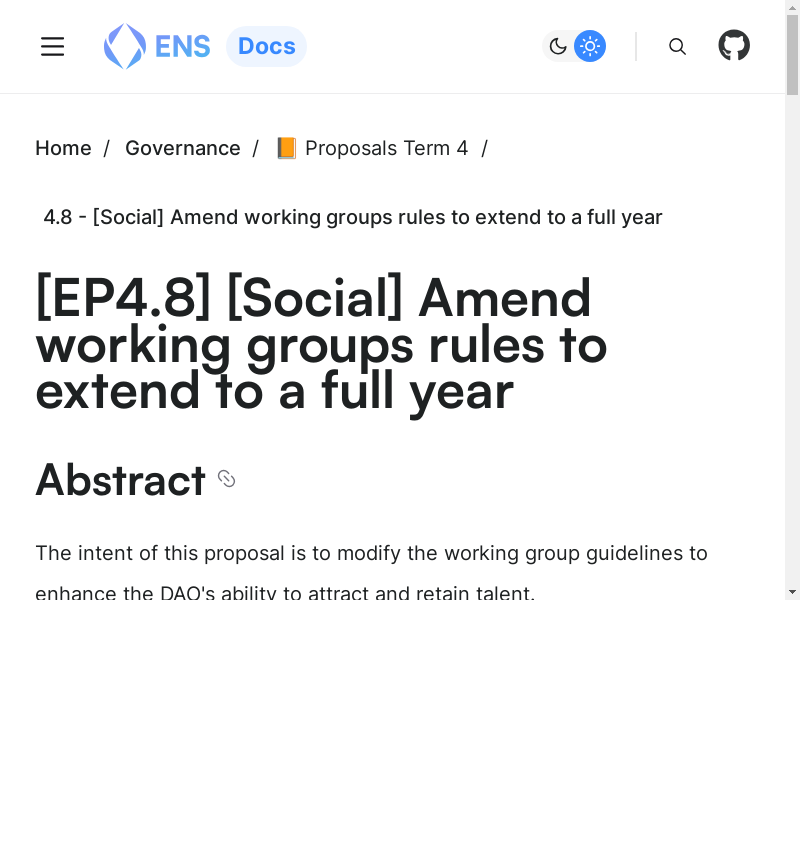 ENS Docs
Home / Governance / 📙 Proposals Term 4 /
4.8 - [Social] Amend working groups rules to extend to a full year
[EP4.8] [Social] Amend
working groups rules to
extend to a full year
Abstract
The intent of this proposal is to modify the working group guidelines to
enhance the DAO's ability to attract and retain talent.